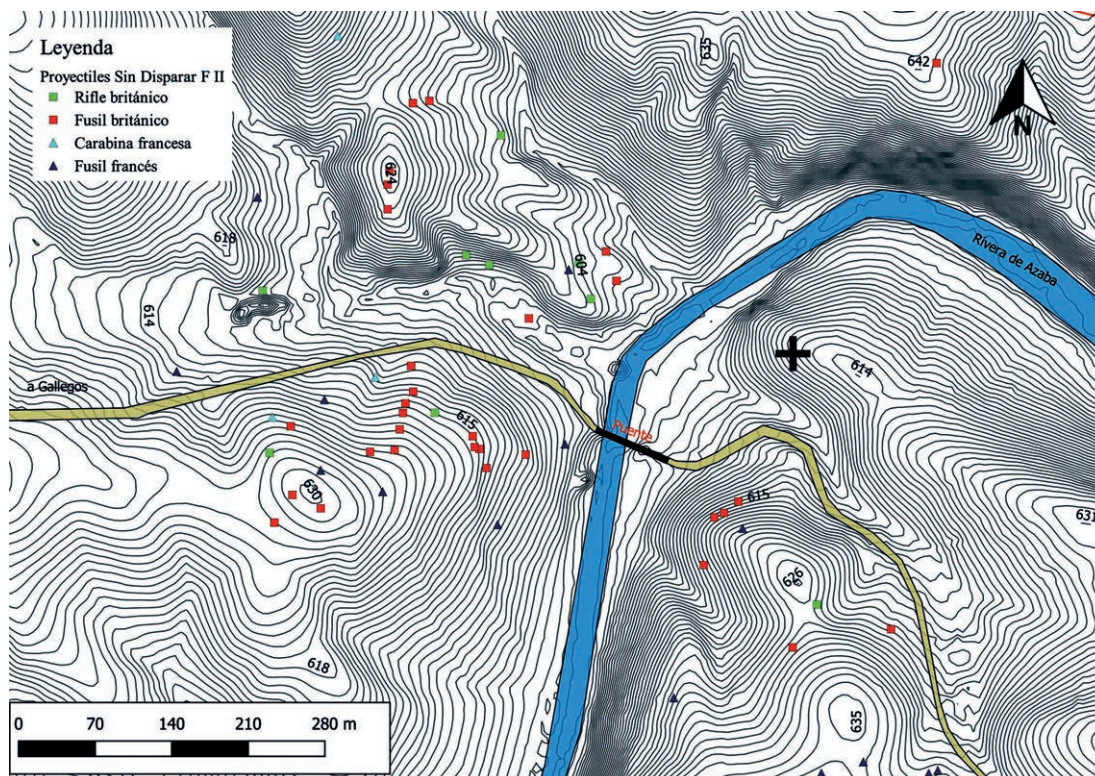 Leyenda
Proyectiles Sin Disparar F II
Rifle británico
Fusil británico
Carabina francesa
Fusil francés
635
642
N
624
618
604
Rivera de Azaba
614
614
a Gallegos
615
Puente
630
615
631
626
618
635
0 70 140 210 280 m